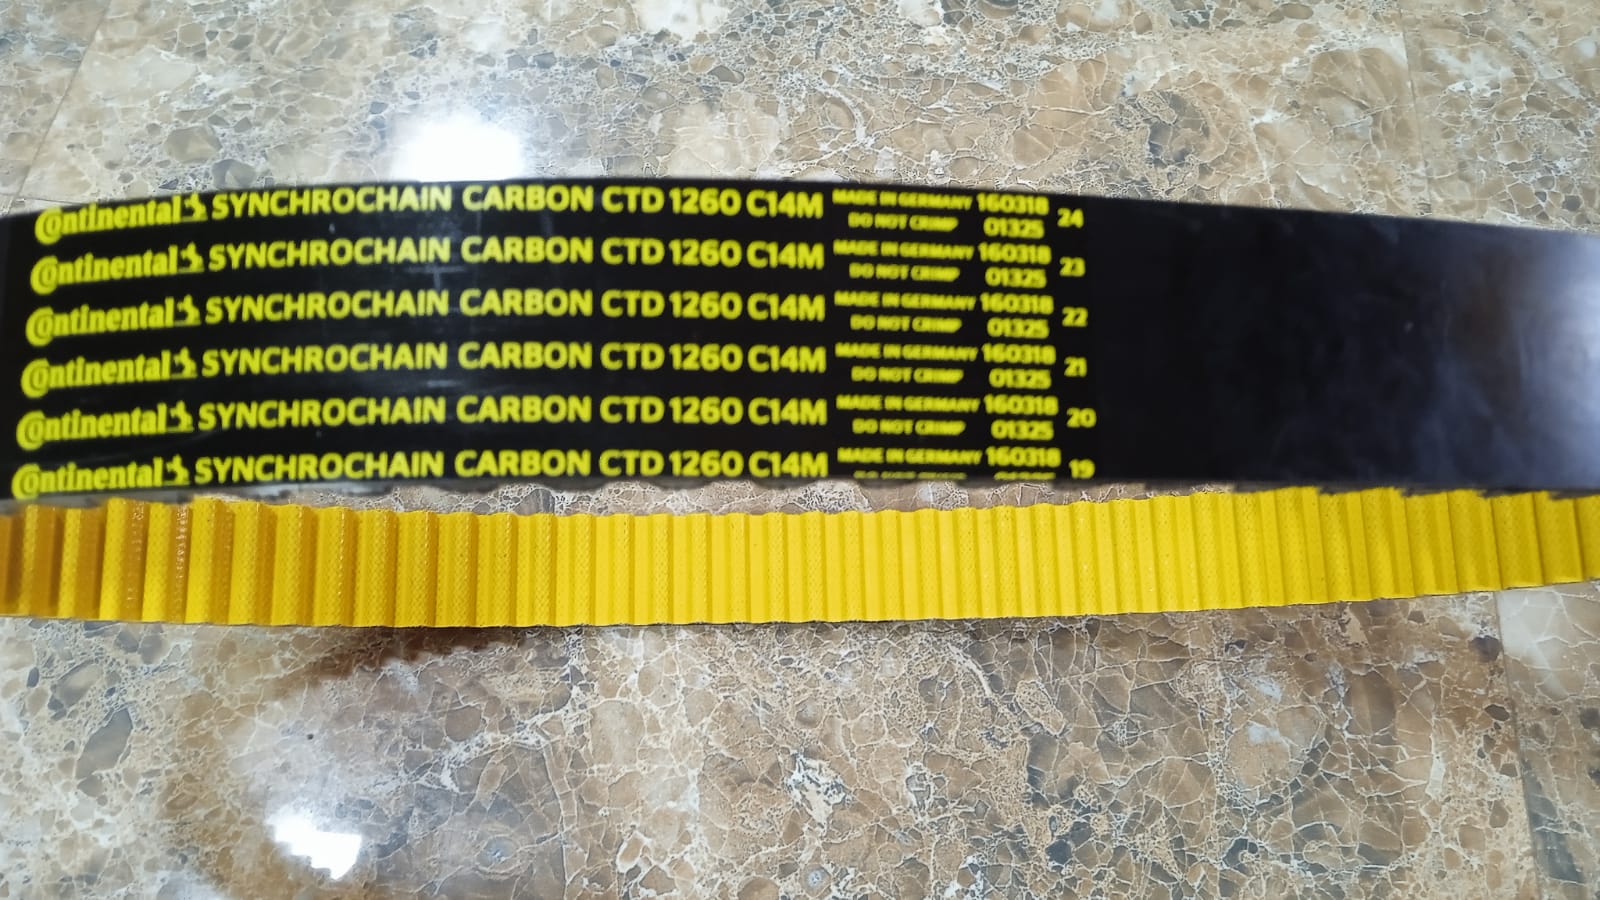 Continental SYNCHROCHAIN CARBON CTD 1260 C14M MADE IN GERMANY 160318 24
DO NOT CRIMP 01325
Continental SYNCHROCHAIN CARBON CTD 1260 C14M MADE IN GERMANY 160318 23
DO NOT CRIMP 01325
Continental SYNCHROCHAIN CARBON CTD 1260 C14M MADE IN GERMANY 160318 22
DO NOT CRIMP 01325
Continental SYNCHROCHAIN CARBON CTD 1260 C14M MADE IN GERMANY 160318 21
DO NOT CRIMP 01325
Continental SYNCHROCHAIN CARBON CTD 1260 C14M MADE IN GERMANY 160318 20
DO NOT CRIMP 01325
Continental SYNCHROCHAIN CARBON CTD 1260 C14M MADE IN GERMANY 160318 19